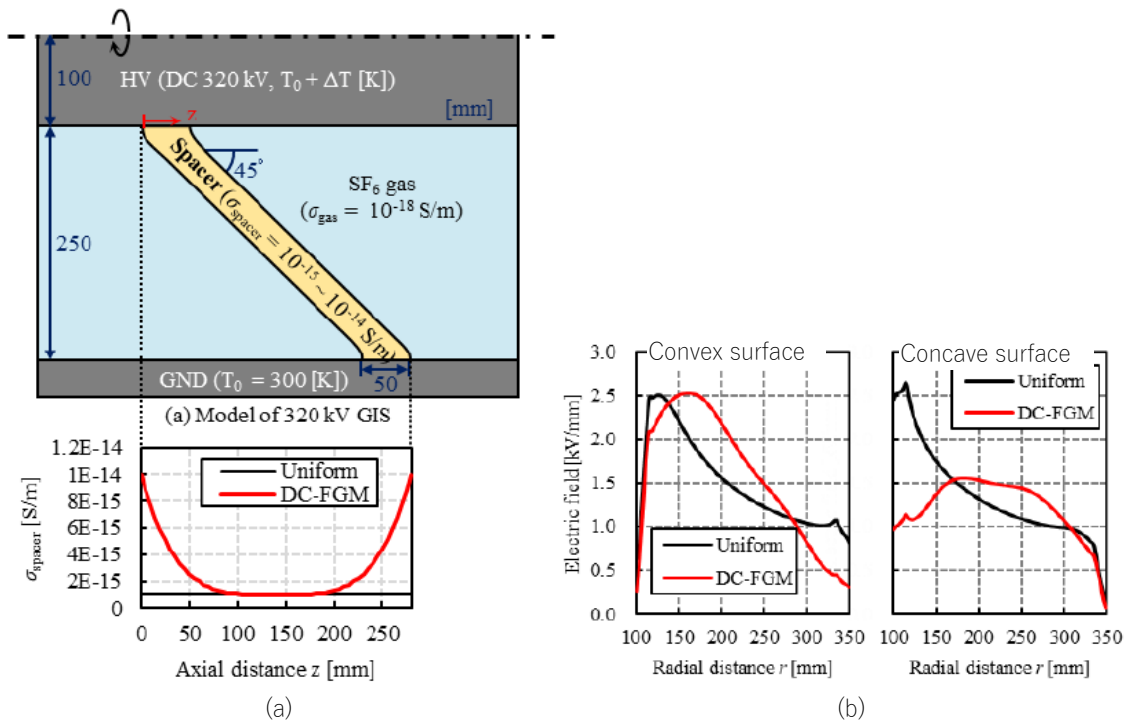 HV (DC 320 kV, T₀ + ΔT [K])
100
[mm]
z
Spacer (σspacer = 10⁻¹⁵ ~ 10⁻¹⁴ S/m)
45°
SF₆ gas
(σgas = 10⁻¹⁸ S/m)
250
GND (T₀ = 300 [K])
50
(a) Model of 320 kV GIS
1.2E-14
1E-14
8E-15
6E-15
4E-15
2E-15
0
σspacer [S/m]
Uniform
DC-FGM
0 50 100 150 200 250
Axial distance z [mm]
(a)
Convex surface
3.0
2.5
2.0
1.5
1.0
0.5
0.0
Electric field [kV/mm]
Uniform
DC-FGM
100 150 200 250 300 350
Radial distance r [mm]
Concave surface
Uniform
DC-FGM
100 150 200 250 300 350
Radial distance r [mm]
(b)